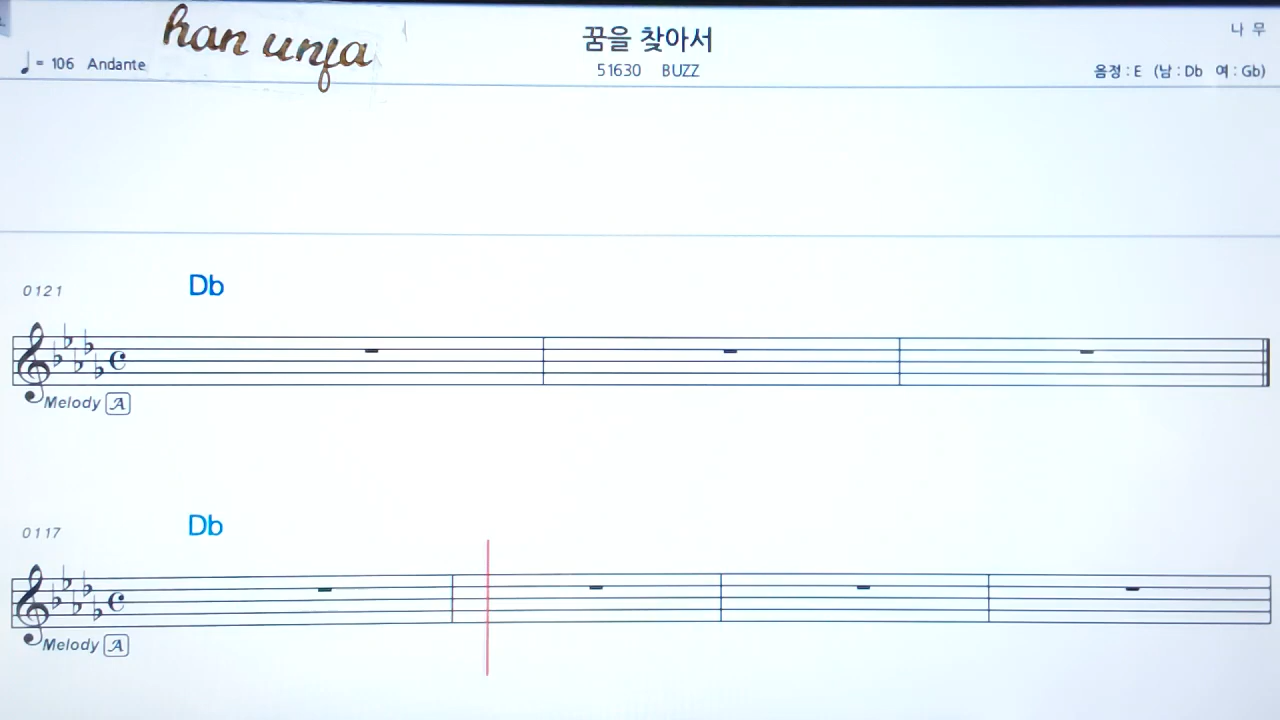 han unfa
꿈을 찾아서
나 무
♩ = 106 Andante
51630 BUZZ
음정 : E (남 : Db 여 : Gb)
0121
Db
Melody A
0117
Db
Melody A